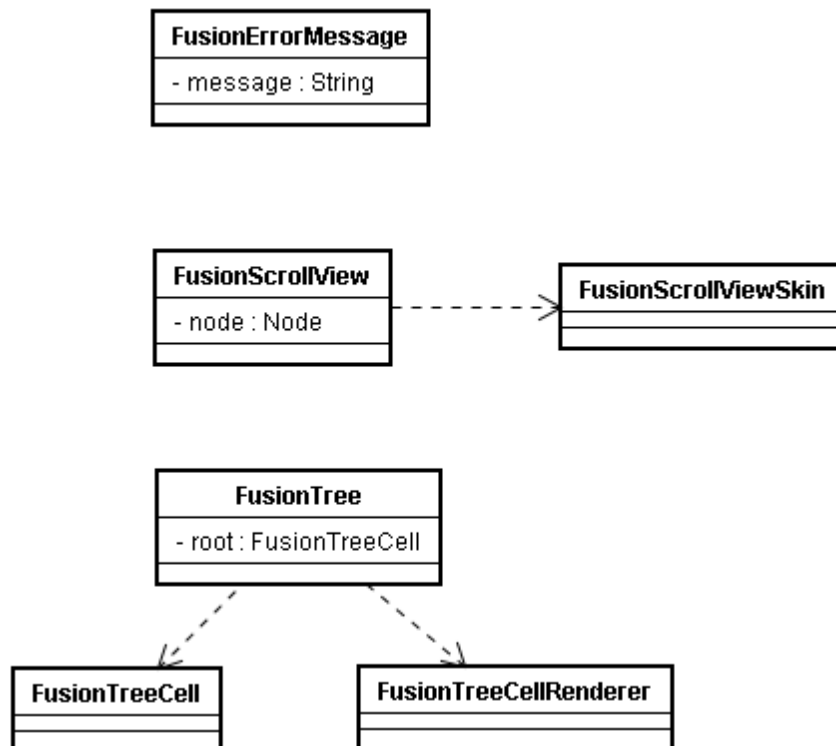 FusionErrorMessage
- message : String
FusionScrollView
- node : Node
FusionScrollViewSkin
FusionTree
- root : FusionTreeCell
FusionTreeCell
FusionTreeCellRenderer